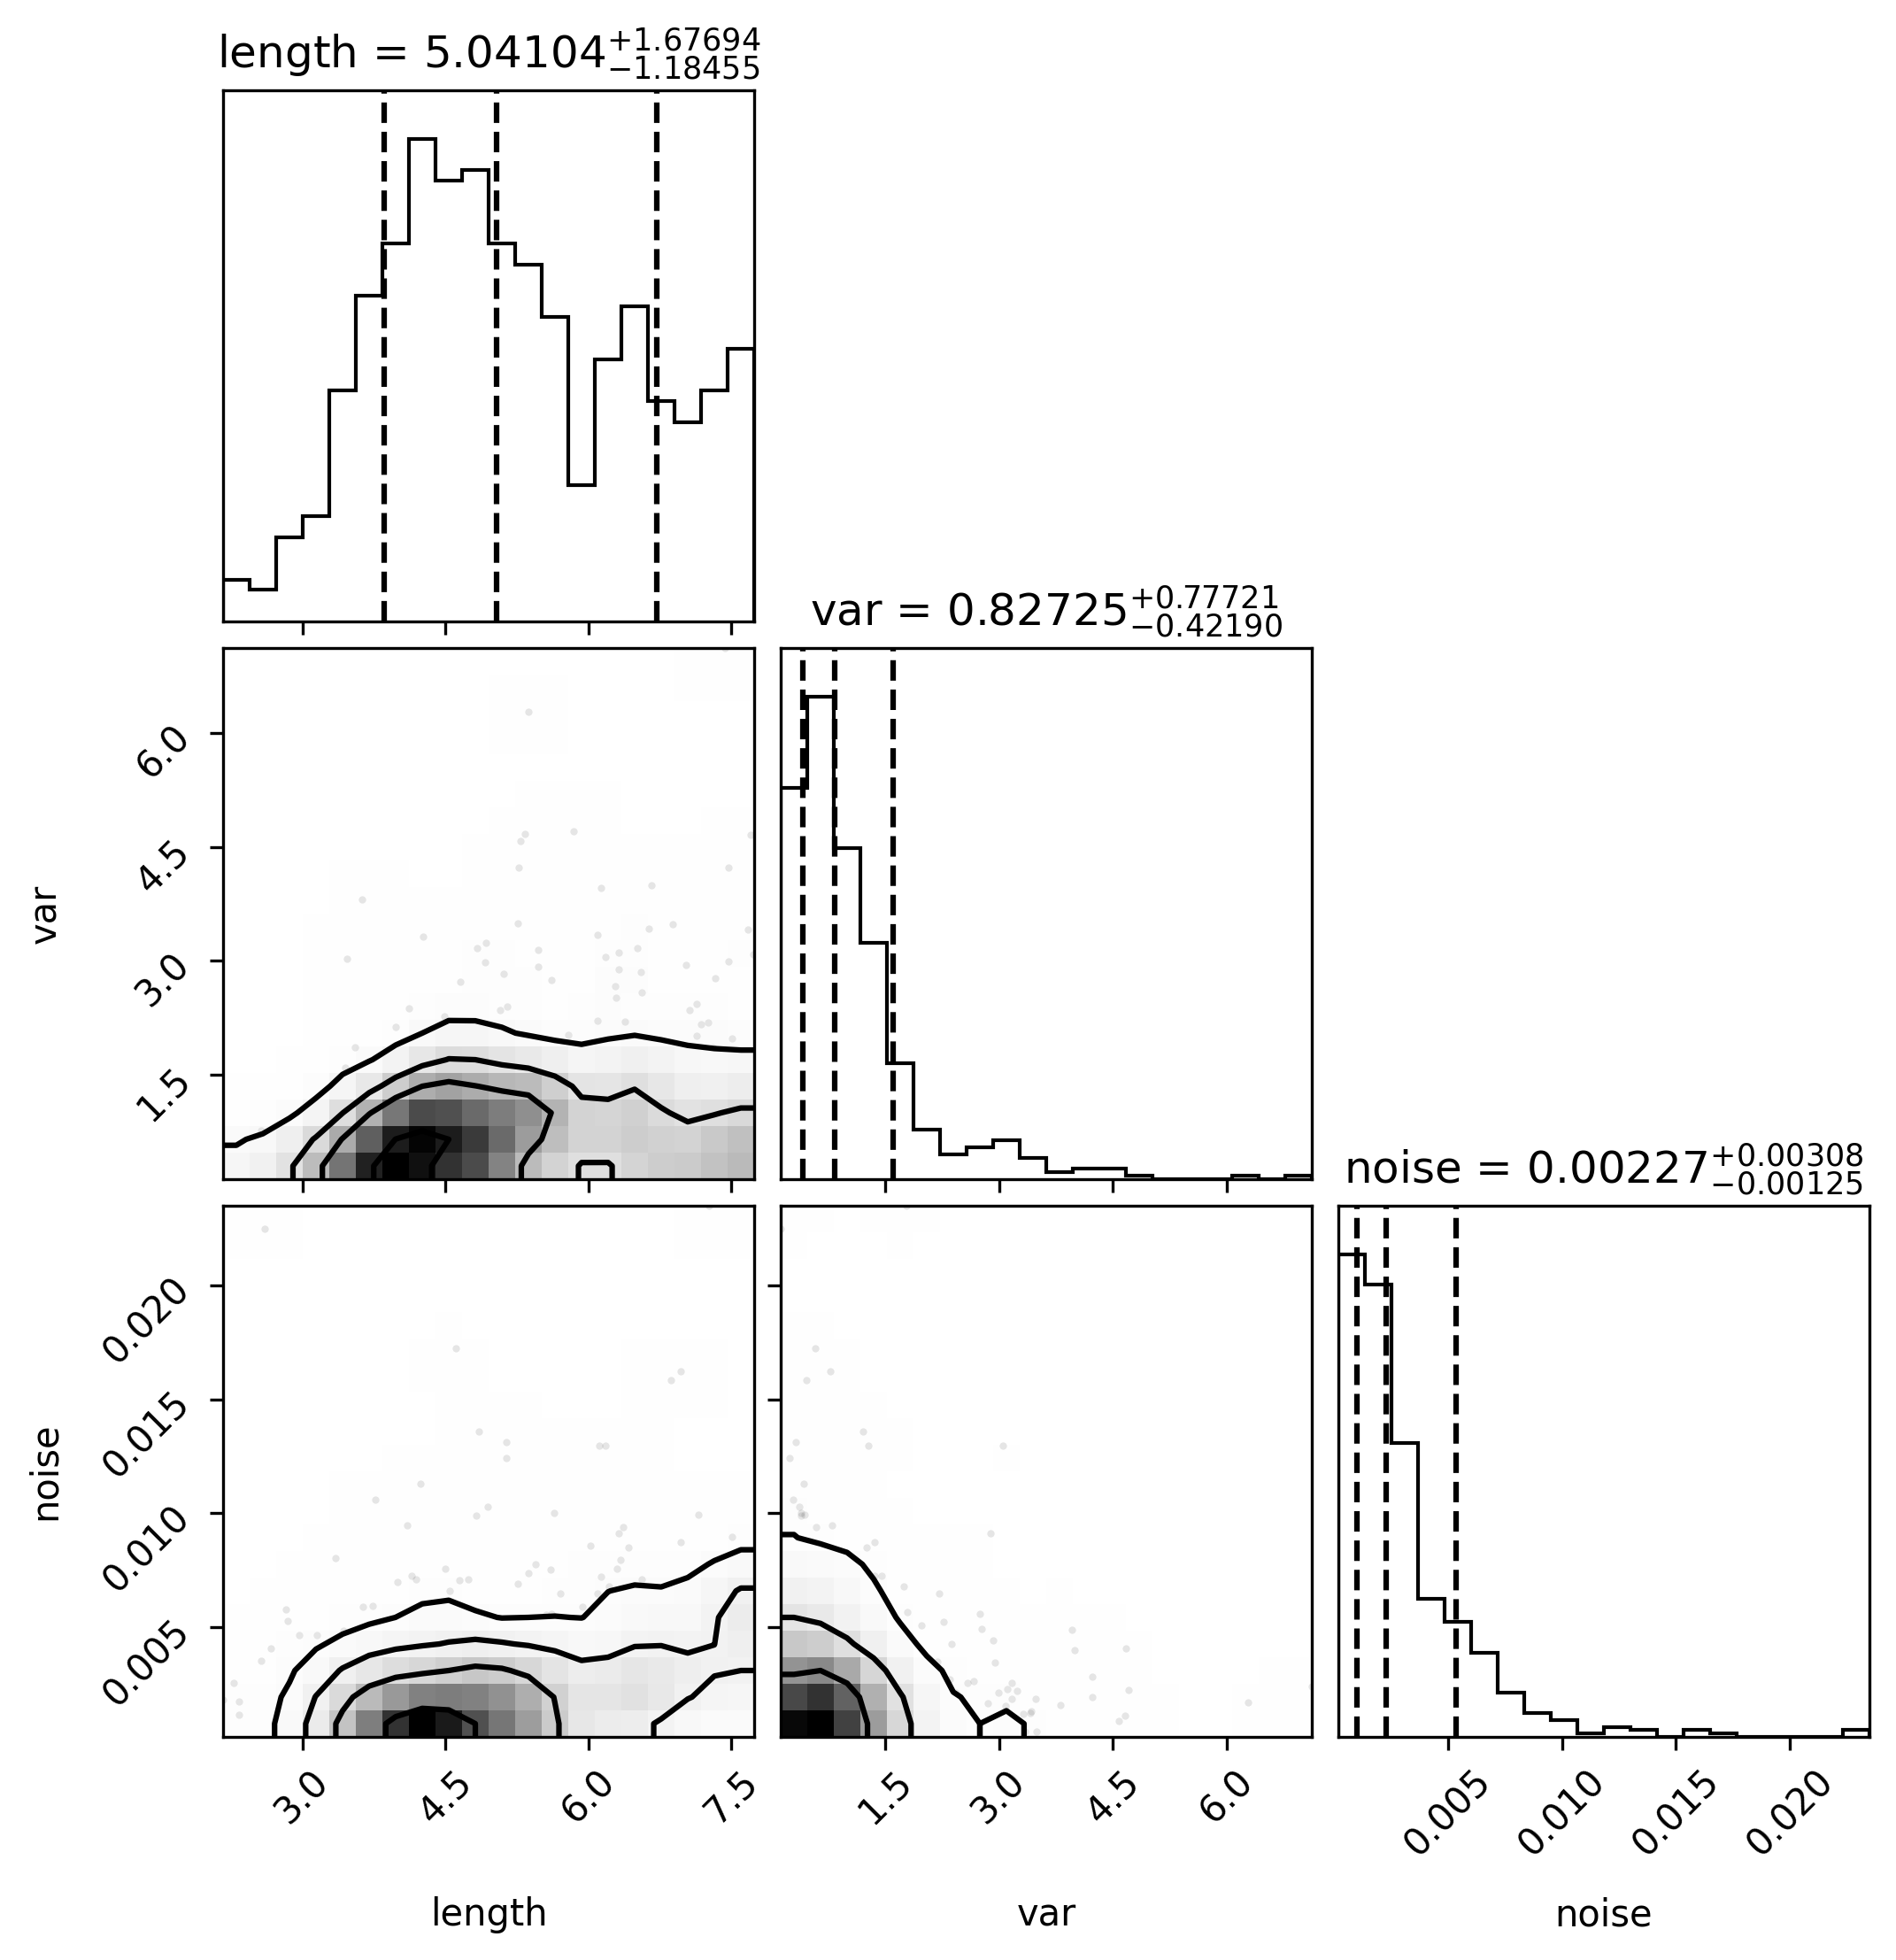 length = 5.04104+1.67694−1.18455
var = 0.82725+0.77721−0.42190
6.0
4.5
3.0
1.5
var
noise = 0.00227+0.00308−0.00125
0.020
0.015
0.010
0.005
noise
3.0 4.5 6.0 7.5
1.5 3.0 4.5 6.0
0.005 0.010 0.015 0.020
length var noise